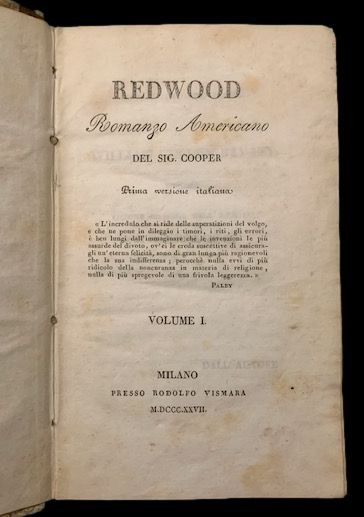 REDWOOD
Romanzo Americano
DEL SIG. COOPER
Prima versione italiana
« L'incredulo che si ride delle superstizioni del volgo,
e che ne pone in dileggio i timori, i riti, gli errori,
è ben lungi dall'immaginare che le invenzioni le più
assurde del divoto, ov'ei le creda suscettive di assicurar-
gli un'eterna felicità, sono di gran lunga più ragionevoli
che la sua indifferenza; perocchè nulla evvi di più
ridicolo della noncuranza in materia di religione,
nulla di più spregevole di una frivola leggerezza. »
PALEY
VOLUME I.
MILANO
PRESSO RODOLFO VISMARA
M.DCCC.XXVII.